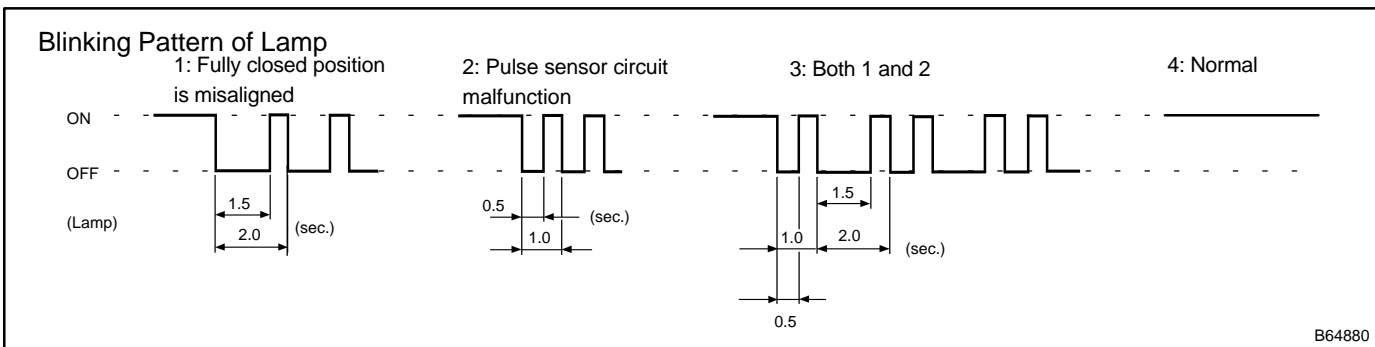 Blinking Pattern of Lamp
1: Fully closed position
is misaligned
2: Pulse sensor circuit
malfunction
3: Both 1 and 2
4: Normal
ON
OFF
(Lamp)
1.5
2.0
(sec.)
0.5
1.0
(sec.)
1.5
1.0
2.0
(sec.)
0.5
B64880